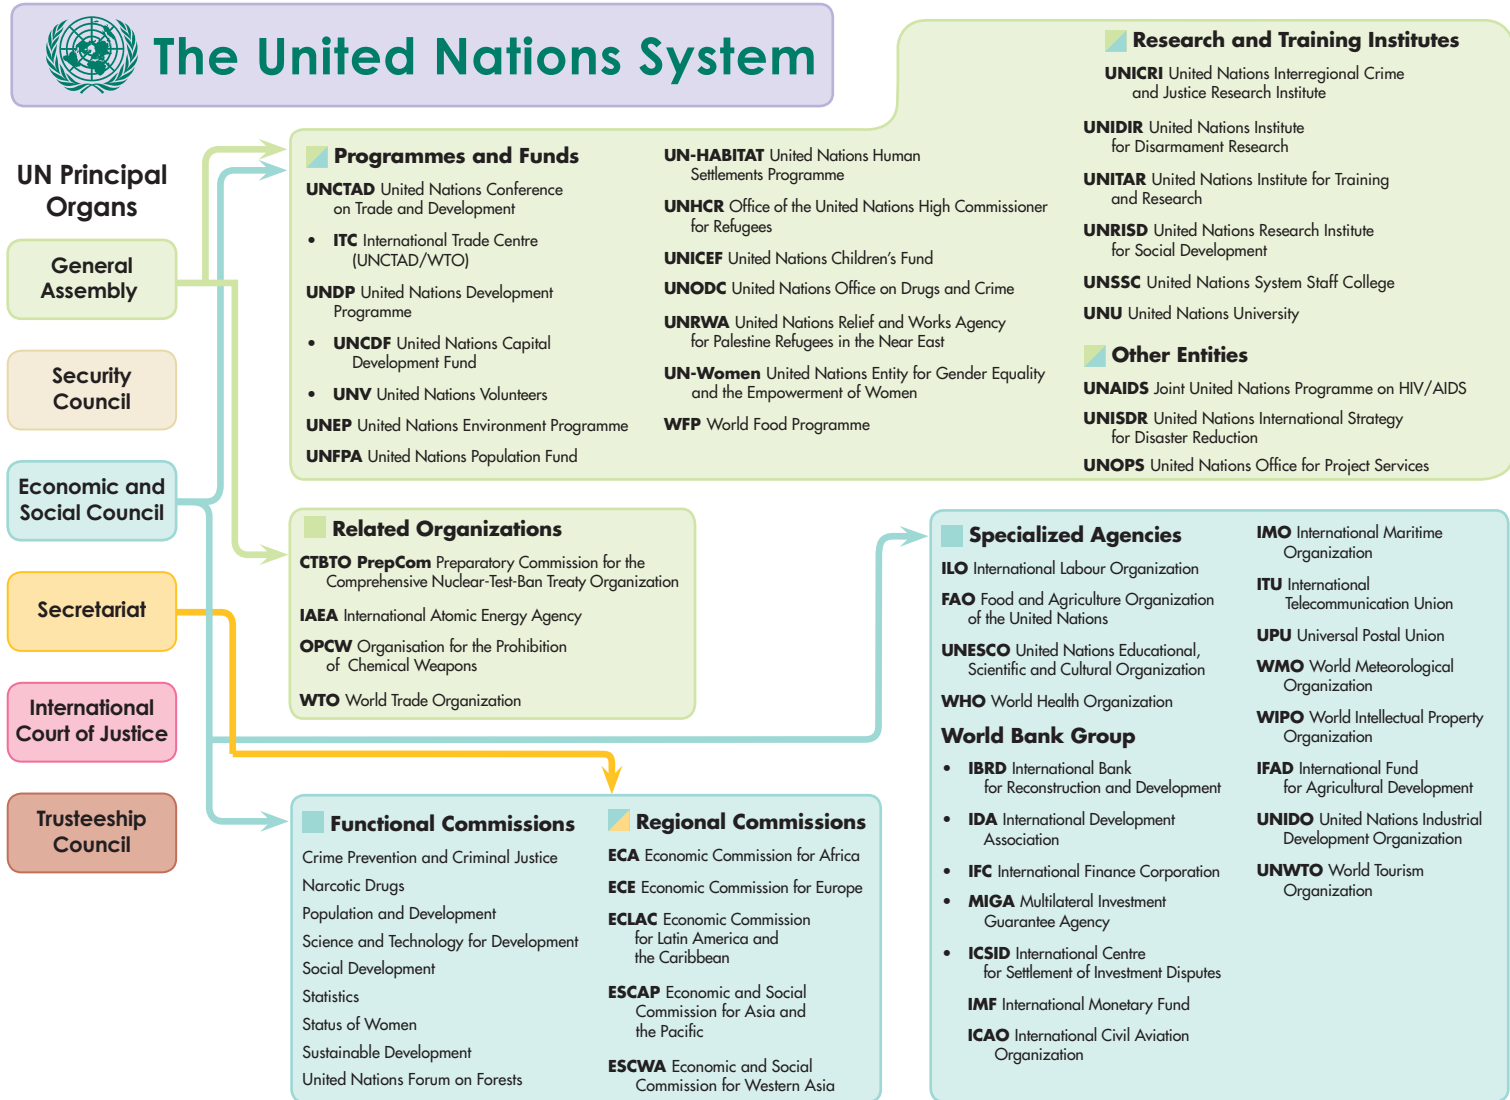 The United Nations System
UN Principal
Organs
General
Assembly
Security
Council
Economic and
Social Council
Secretariat
International
Court of Justice
Trusteeship
Council
Programmes and Funds
UNCTAD United Nations Conference
on Trade and Development
• ITC International Trade Centre
(UNCTAD/WTO)
UNDP United Nations Development
Programme
• UNCDF United Nations Capital
Development Fund
• UNV United Nations Volunteers
UNEP United Nations Environment Programme
UNFPA United Nations Population Fund
UN-HABITAT United Nations Human
Settlements Programme
UNHCR Office of the United Nations High Commissioner
for Refugees
UNICEF United Nations Children's Fund
UNODC United Nations Office on Drugs and Crime
UNRWA United Nations Relief and Works Agency
for Palestine Refugees in the Near East
UN-Women United Nations Entity for Gender Equality
and the Empowerment of Women
WFP World Food Programme
Research and Training Institutes
UNICRI United Nations Interregional Crime
and Justice Research Institute
UNIDIR United Nations Institute
for Disarmament Research
UNITAR United Nations Institute for Training
and Research
UNRISD United Nations Research Institute
for Social Development
UNSSC United Nations System Staff College
UNU United Nations University
Other Entities
UNAIDS Joint United Nations Programme on HIV/AIDS
UNISDR United Nations International Strategy
for Disaster Reduction
UNOPS United Nations Office for Project Services
Related Organizations
CTBTO PrepCom Preparatory Commission for the
Comprehensive Nuclear-Test-Ban Treaty Organization
IAEA International Atomic Energy Agency
OPCW Organisation for the Prohibition
of Chemical Weapons
WTO World Trade Organization
Functional Commissions
Crime Prevention and Criminal Justice
Narcotic Drugs
Population and Development
Science and Technology for Development
Social Development
Statistics
Status of Women
Sustainable Development
United Nations Forum on Forests
Regional Commissions
ECA Economic Commission for Africa
ECE Economic Commission for Europe
ECLAC Economic Commission
for Latin America and
the Caribbean
ESCAP Economic and Social
Commission for Asia and
the Pacific
ESCWA Economic and Social
Commission for Western Asia
Specialized Agencies
ILO International Labour Organization
FAO Food and Agriculture Organization
of the United Nations
UNESCO United Nations Educational,
Scientific and Cultural Organization
WHO World Health Organization
World Bank Group
• IBRD International Bank
for Reconstruction and Development
• IDA International Development
Association
• IFC International Finance Corporation
• MIGA Multilateral Investment
Guarantee Agency
• ICSID International Centre
for Settlement of Investment Disputes
IMF International Monetary Fund
ICAO International Civil Aviation
Organization
IMO International Maritime
Organization
ITU International
Telecommunication Union
UPU Universal Postal Union
WMO World Meteorological
Organization
WIPO World Intellectual Property
Organization
IFAD International Fund
for Agricultural Development
UNIDO United Nations Industrial
Development Organization
UNWTO World Tourism
Organization